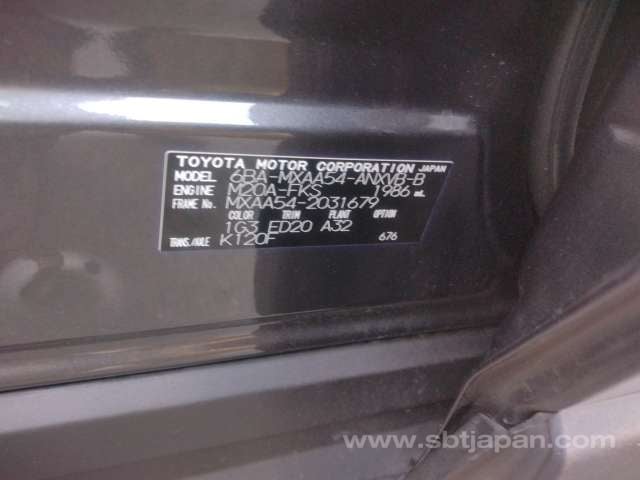 TOYOTA MOTOR CORPORATION JAPAN
MODEL 6BA-MXAA54-ANXVB-B
ENGINE M20A-FKS 1986 mL
FRAME No. MXAA54-2031679
COLOR TRIM PLANT OPTION
1G3 ED20 A32
TRANS./AXLE K120F 676
www.sbtjapan.com